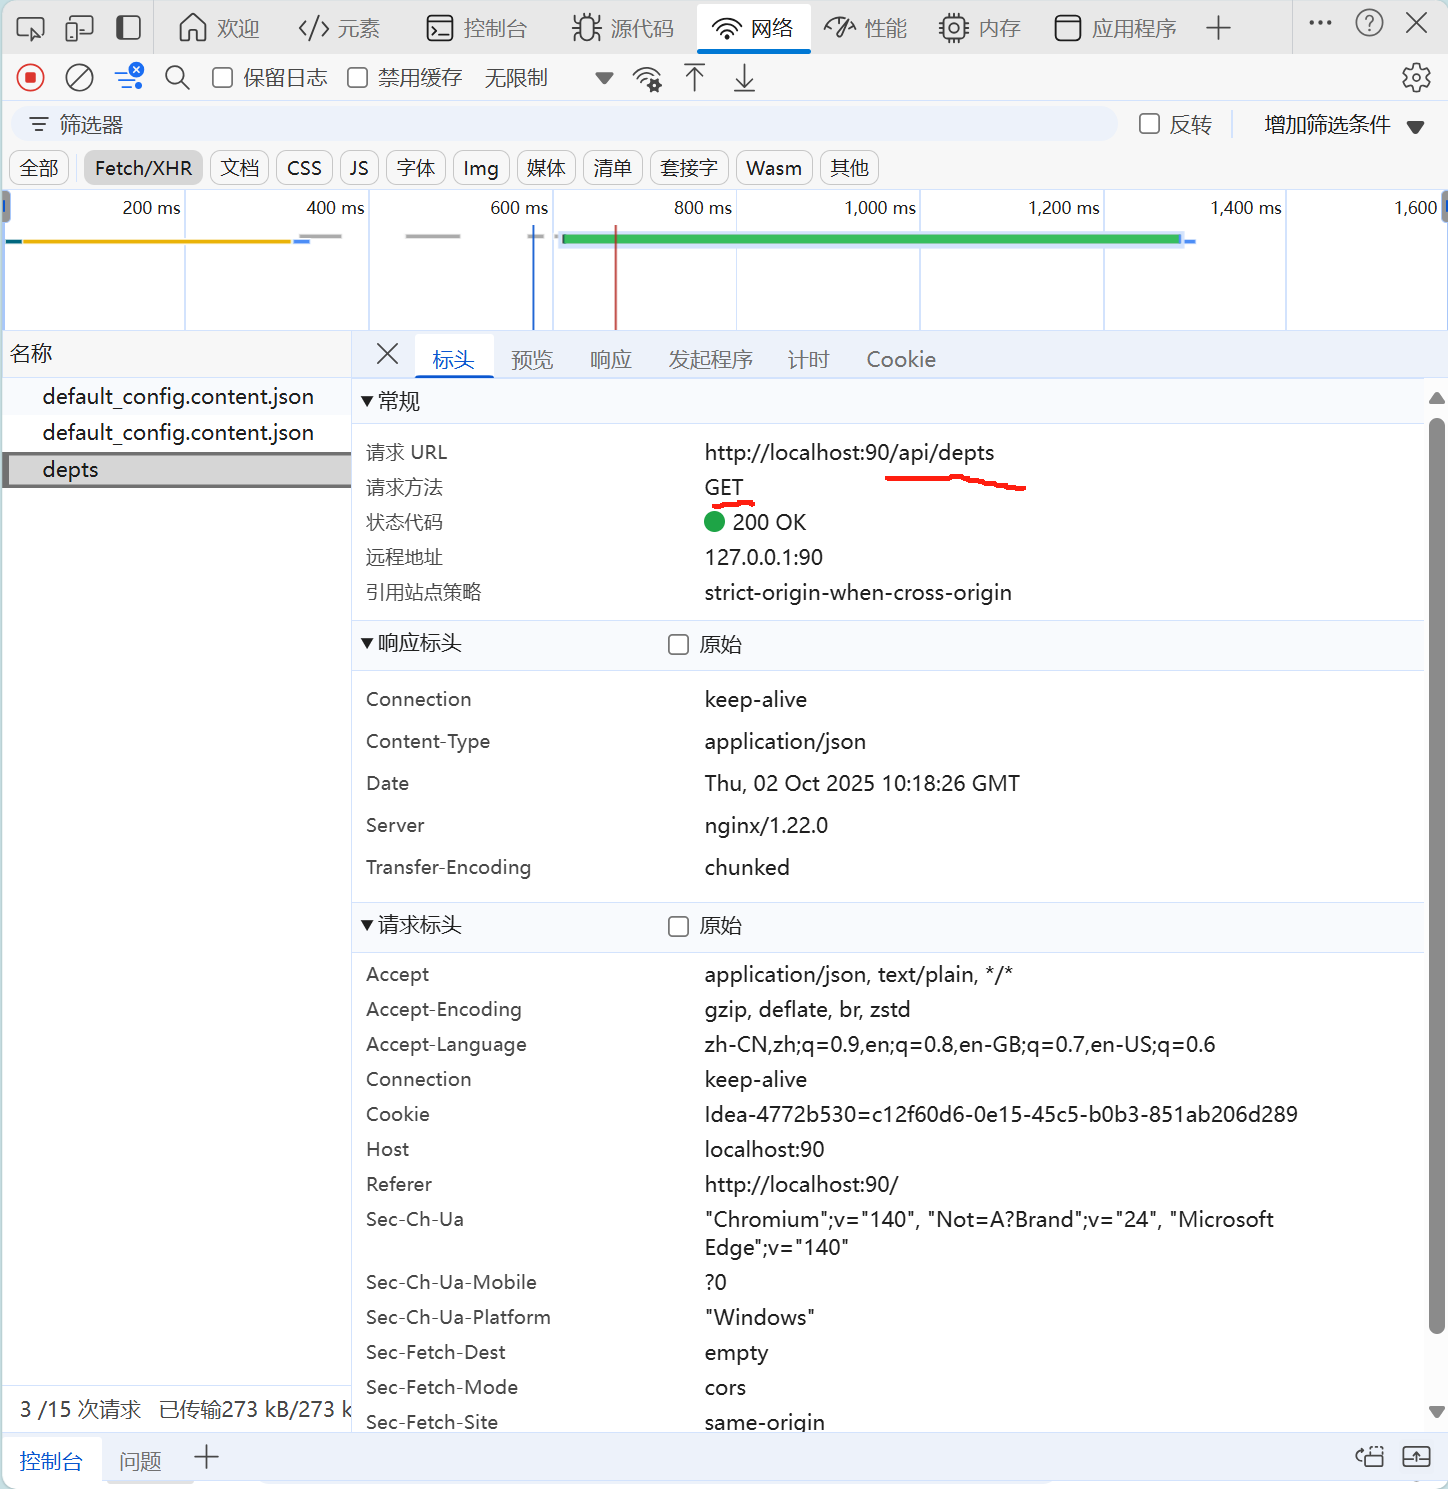 欢迎 元素 控制台 源代码 网络 性能 内存 应用程序
保留日志 禁用缓存 无限制
筛选器 反转 增加筛选条件
全部 Fetch/XHR 文档 CSS JS 字体 Img 媒体 清单 套接字 Wasm 其他
200 ms 400 ms 600 ms 800 ms 1,000 ms 1,200 ms 1,400 ms 1,600
名称
default_config.content.json
default_config.content.json
depts
标头 预览 响应 发起程序 计时 Cookie
常规
请求 URL http://localhost:90/api/depts
请求方法 GET
状态代码 200 OK
远程地址 127.0.0.1:90
引用站点策略 strict-origin-when-cross-origin
响应标头 原始
Connection keep-alive
Content-Type application/json
Date Thu, 02 Oct 2025 10:18:26 GMT
Server nginx/1.22.0
Transfer-Encoding chunked
请求标头 原始
Accept application/json, text/plain, */*
Accept-Encoding gzip, deflate, br, zstd
Accept-Language zh-CN,zh;q=0.9,en;q=0.8,en-GB;q=0.7,en-US;q=0.6
Connection keep-alive
Cookie Idea-4772b530=c12f60d6-0e15-45c5-b0b3-851ab206d289
Host localhost:90
Referer http://localhost:90/
Sec-Ch-Ua "Chromium";v="140", "Not=A?Brand";v="24", "Microsoft
Edge";v="140"
Sec-Ch-Ua-Mobile ?0
Sec-Ch-Ua-Platform "Windows"
Sec-Fetch-Dest empty
Sec-Fetch-Mode cors
Sec-Fetch-Site same-origin
3 /15 次请求 已传输273 kB/273 k
控制台 问题